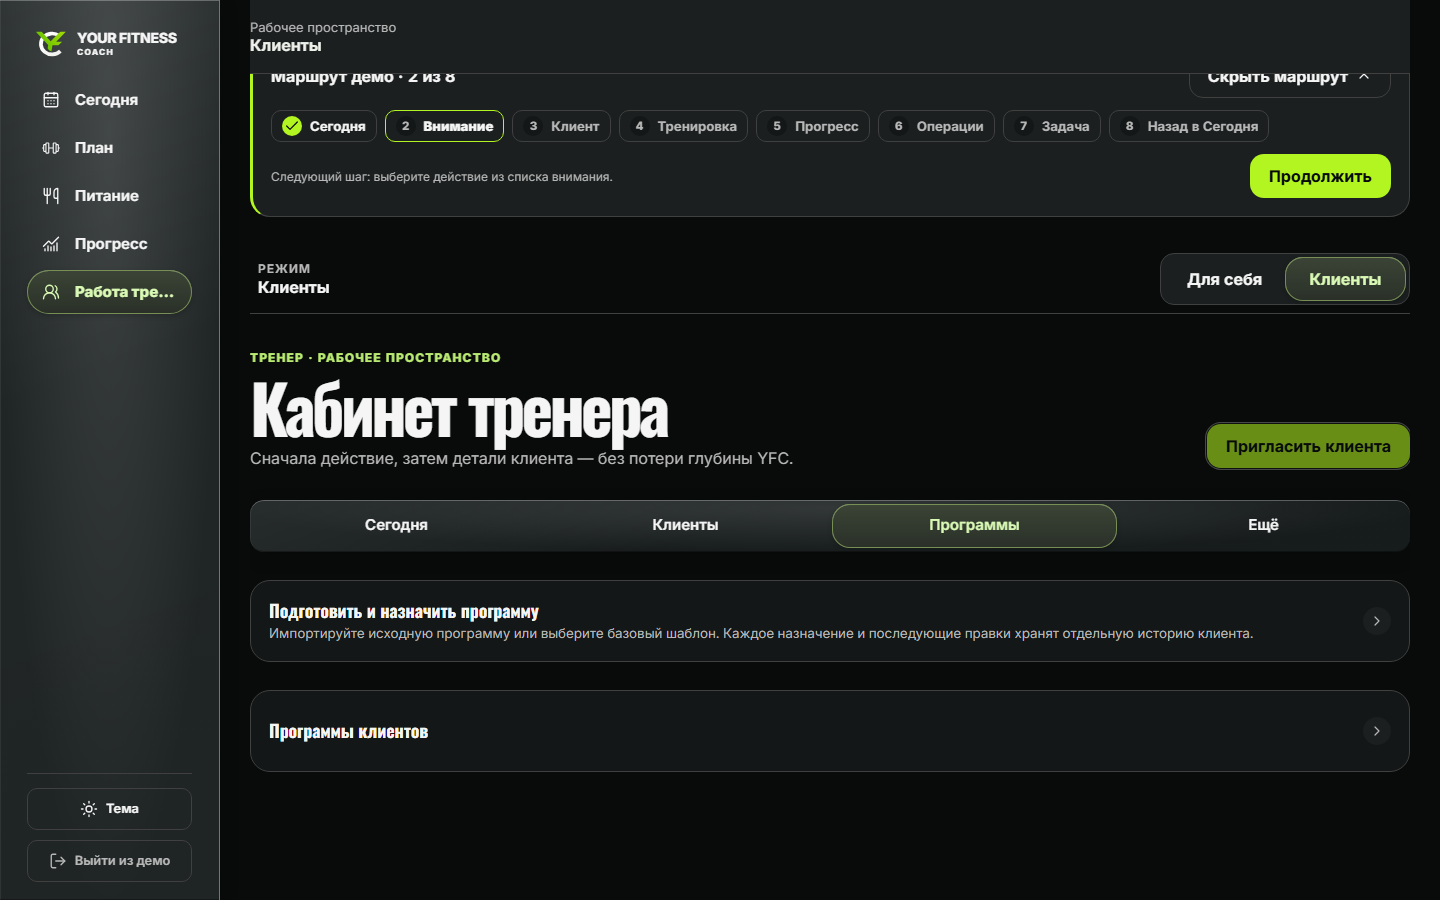 YOUR FITNESS
COACH
Сегодня
План
Питание
Прогресс
Работа тре...
Тема
Выйти из демо
Рабочее пространство
Клиенты
Маршрут демо · 2 из 8
Скрыть маршрут
Сегодня
2 Внимание
3 Клиент
4 Тренировка
5 Прогресс
6 Операции
7 Задача
8 Назад в Сегодня
Следующий шаг: выберите действие из списка внимания.
Продолжить
РЕЖИМ
Клиенты
Для себя
Клиенты
ТРЕНЕР · РАБОЧЕЕ ПРОСТРАНСТВО
Кабинет тренера
Сначала действие, затем детали клиента — без потери глубины YFC.
Пригласить клиента
Сегодня
Клиенты
Программы
Ещё
Подготовить и назначить программу
Импортируйте исходную программу или выберите базовый шаблон. Каждое назначение и последующие правки хранят отдельную историю клиента.
Программы клиентов